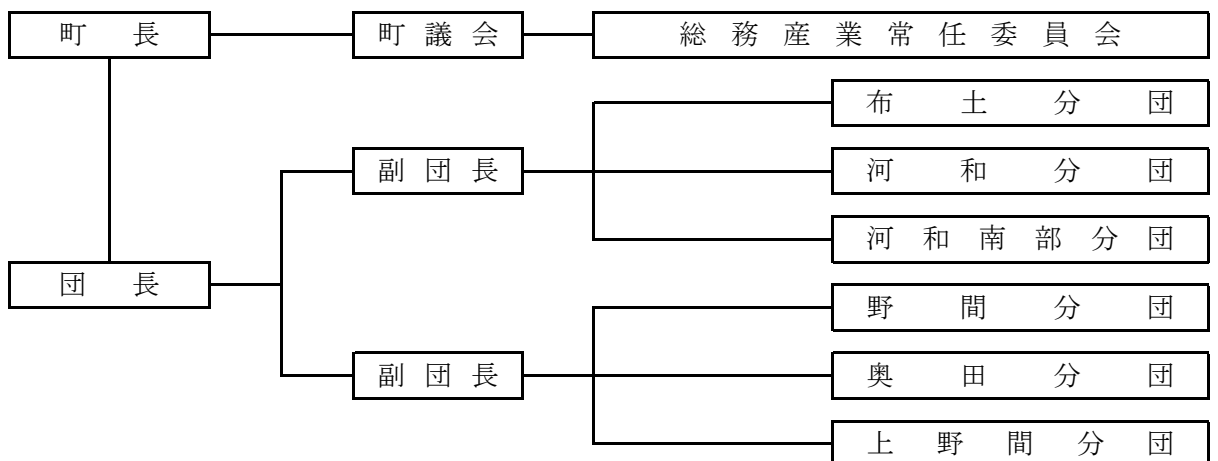 町長 町議会 総務産業常任委員会
布土分団
副団長 河和分団
河和南部分団
団長
野間分団
副団長 奥田分団
上野間分団